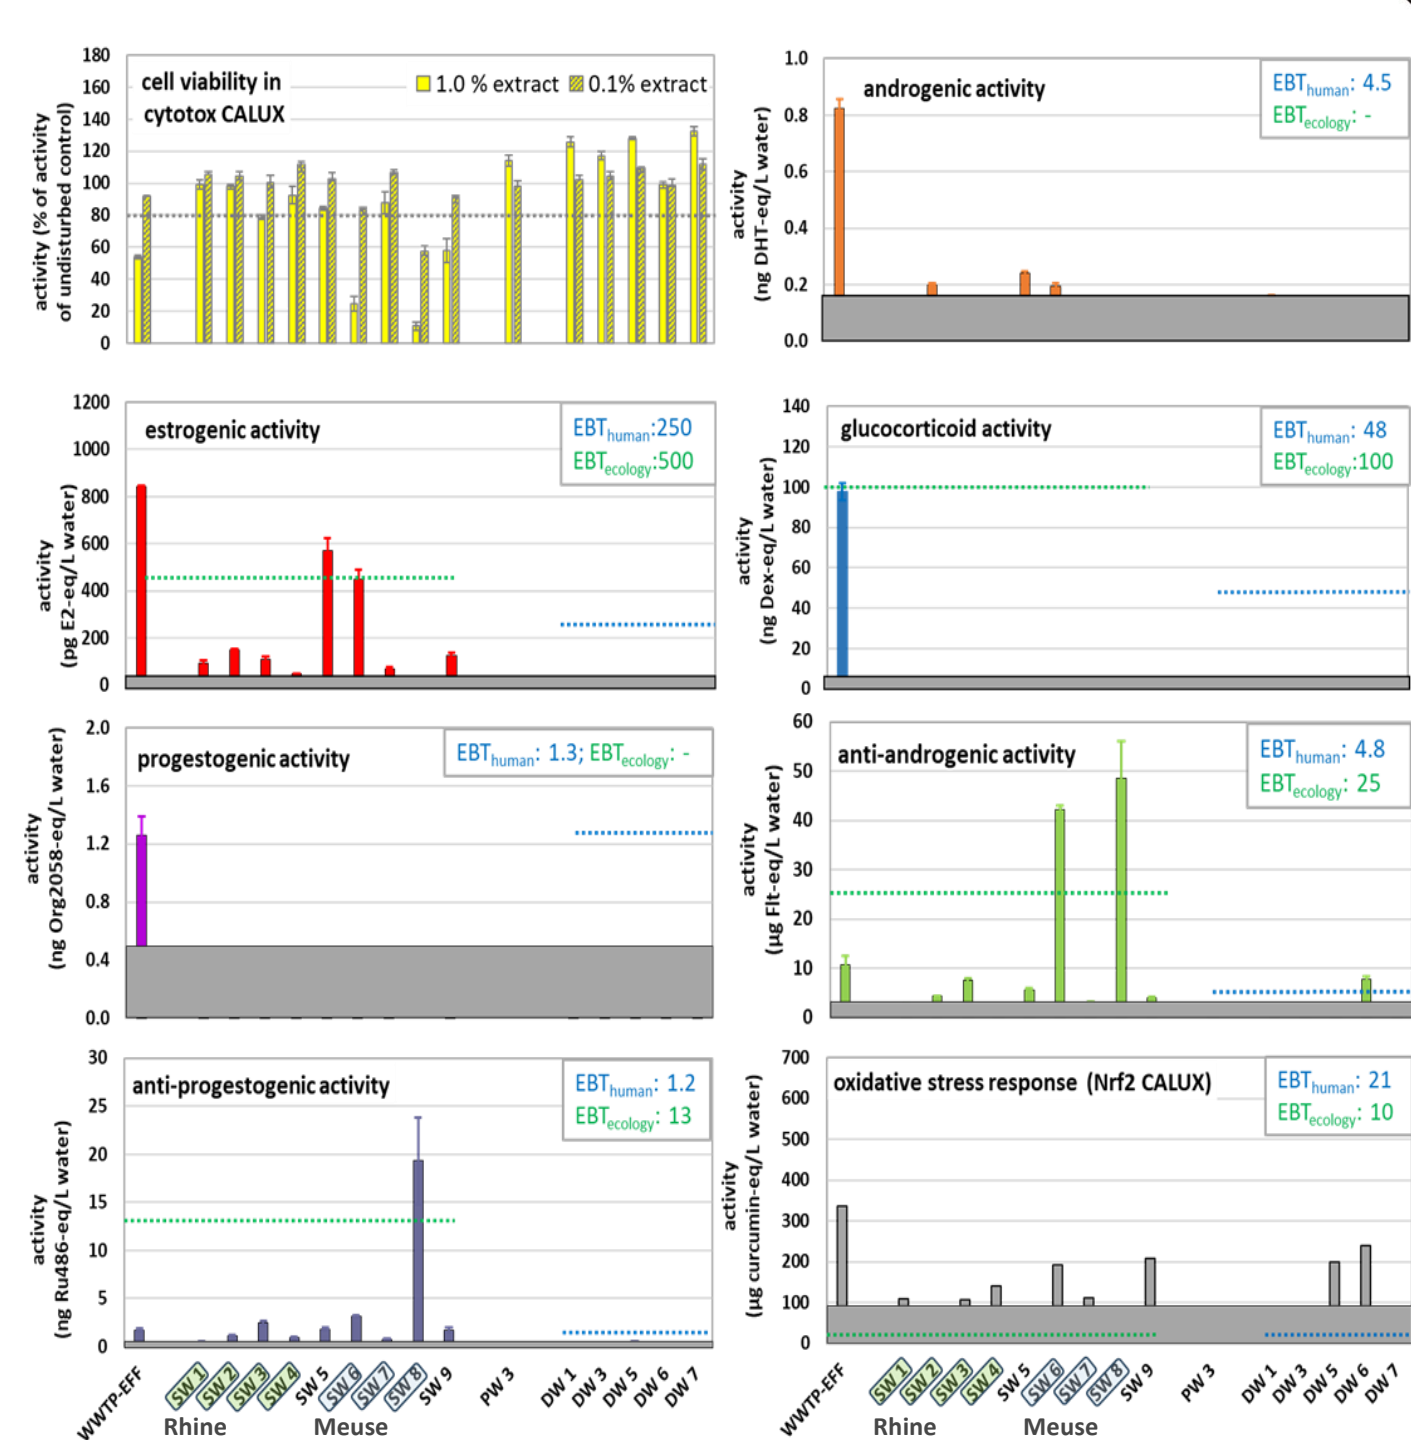 cell viability in
cytotox CALUX
1.0 % extract
0.1% extract
activity (% of activity
of undisturbed control)
180
160
140
120
100
80
60
40
20
0
androgenic activity
EBThuman: 4.5
EBTecology: -
activity
(ng DHT-eq/L water)
1.0
0.8
0.6
0.4
0.2
0.0
estrogenic activity
EBThuman:250
EBTecology:500
activity
(pg E2-eq/L water)
1200
1000
800
600
400
200
0
glucocorticoid activity
EBThuman: 48
EBTecology:100
activity
(ng Dex-eq/L water)
140
120
100
80
60
40
20
0
progestogenic activity
EBThuman: 1.3; EBTecology: -
activity
(ng Org2058-eq/L water)
2.0
1.6
1.2
0.8
0.4
0.0
anti-androgenic activity
EBThuman: 4.8
EBTecology: 25
activity
(µg Flt-eq/L water)
60
50
40
30
20
10
0
anti-progestogenic activity
EBThuman: 1.2
EBTecology: 13
activity
(ng Ru486-eq/L water)
30
25
20
15
10
5
0
WWTP-EFF
SW 1
SW 2
SW 3
SW 4
SW 5
SW 6
SW 7
SW 8
SW 9
PW 3
DW 1
DW 3
DW 5
DW 6
DW 7
Rhine
Meuse
oxidative stress response (Nrf2 CALUX)
EBThuman: 21
EBTecology: 10
activity
(µg curcumin-eq/L water)
700
600
500
400
300
200
100
0
WWTP-EFF
SW 1
SW 2
SW 3
SW 4
SW 5
SW 6
SW 7
SW 8
SW 9
PW 3
DW 1
DW 3
DW 5
DW 6
DW 7
Rhine
Meuse